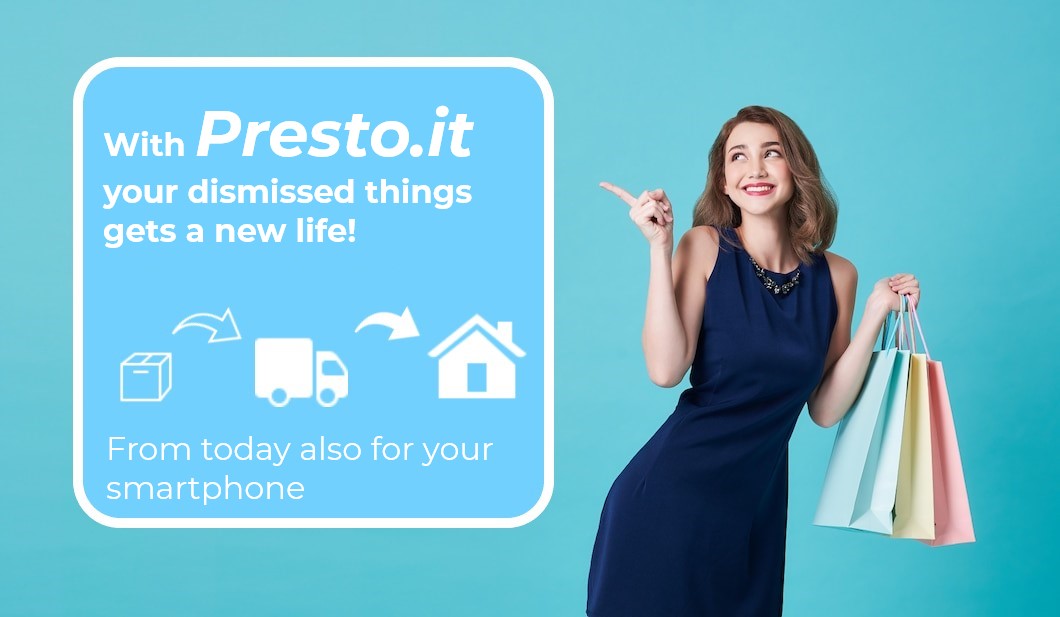 With Presto.it
your dismissed things
gets a new life!
From today also for your
smartphone